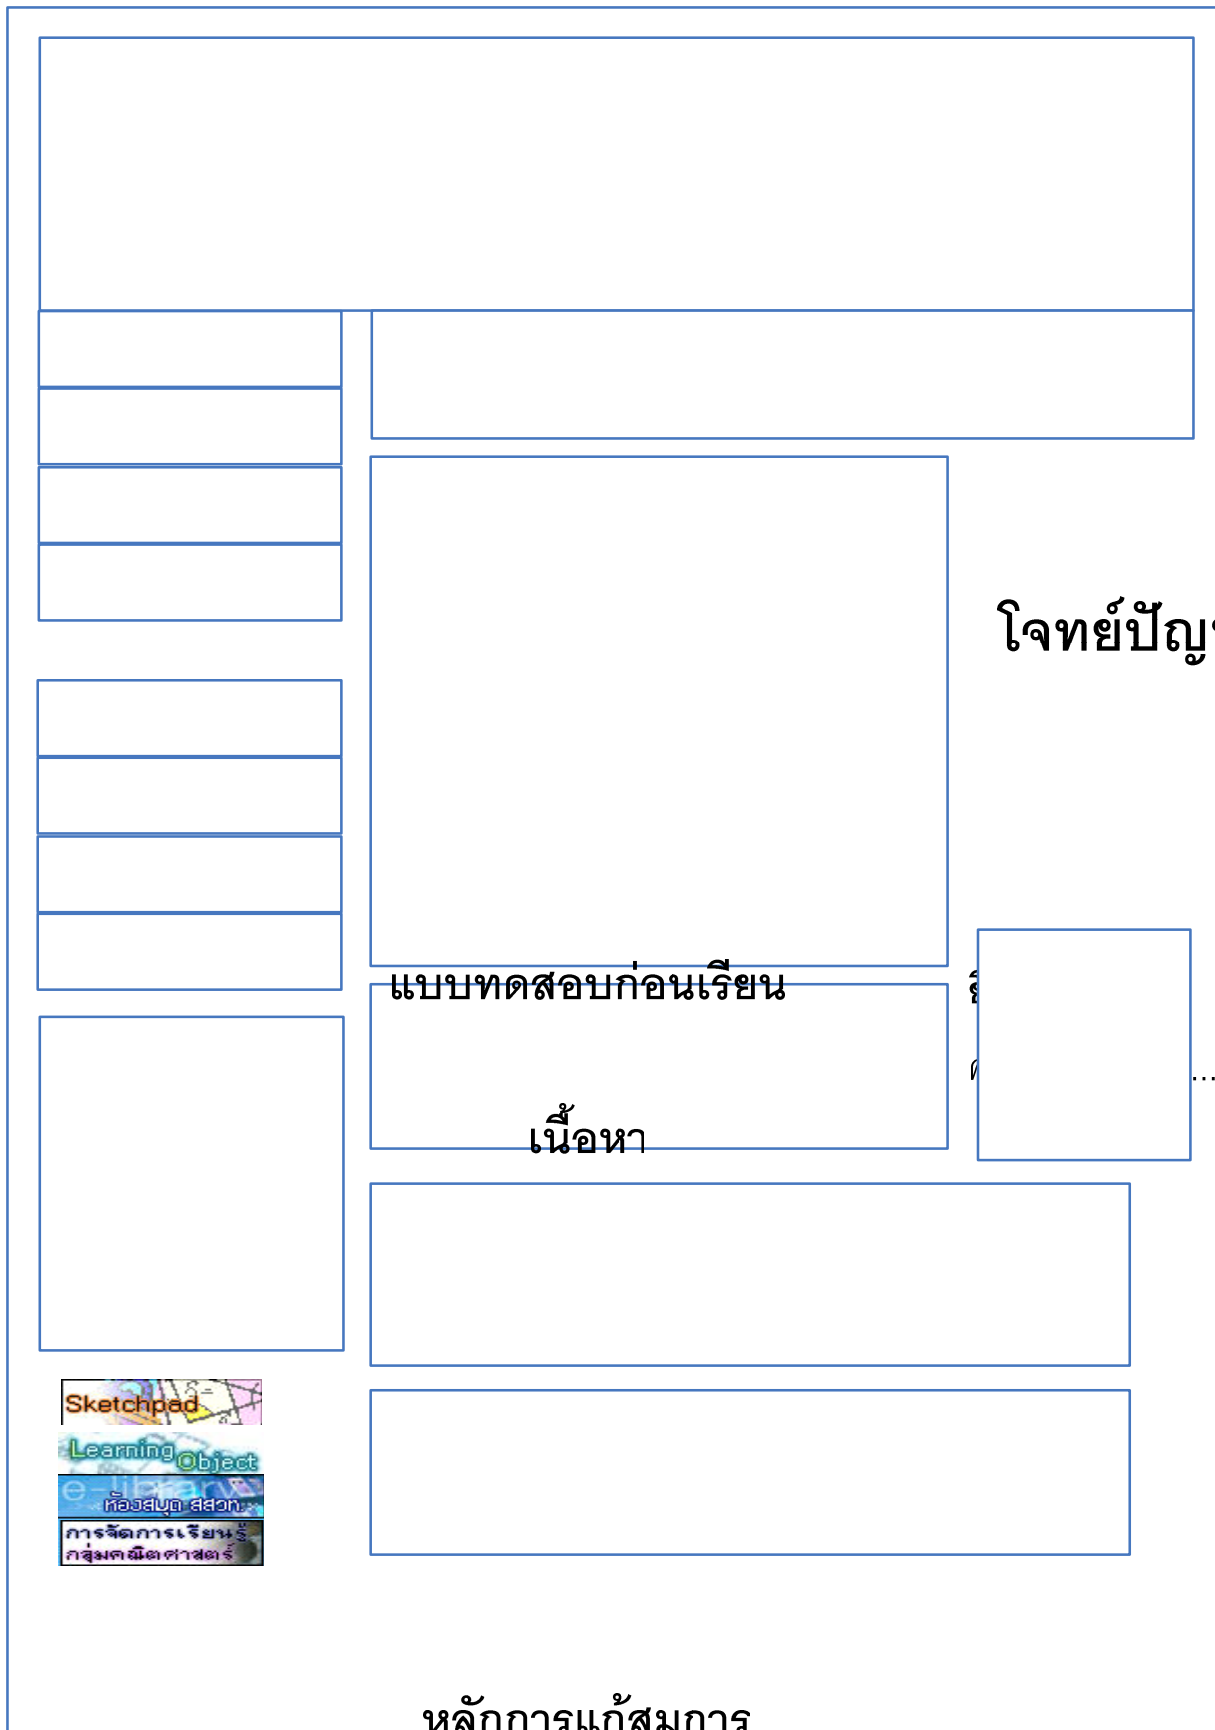 โจทย์ปัญ
แบบทดสอบก่อนเรียน
...
เนื้อหา
Sketchpad
Learning Object
e-library
ห้องสมุด สสวท.
การจัดการเรียนรู้
กลุ่มคณิตศาสตร์
หลักการแก้สมการ